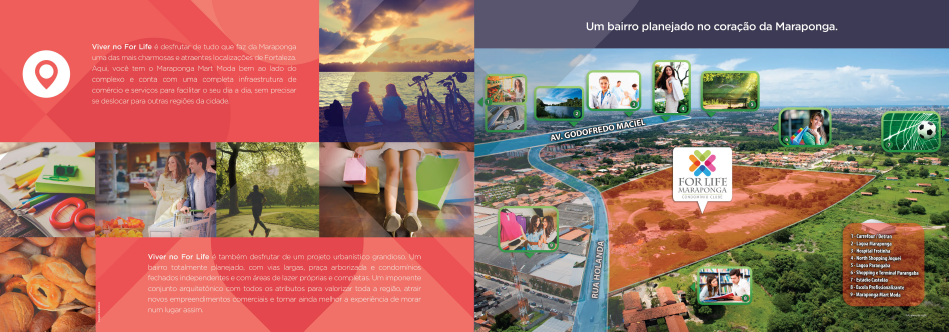 Viver no For Life é desfrutar de tudo que faz da Maraponga
uma das mais charmosas e atraentes localizações de Fortaleza.
Aqui, você tem o Maraponga Mart Moda bem ao lado do
complexo e conta com uma completa infraestrutura de
comércio e serviços para facilitar o seu dia a dia, sem precisar
se deslocar para outras regiões da cidade.
Viver no For Life é também desfrutar de um projeto urbanístico grandioso. Um
bairro totalmente planejado, com vias largas, praça arborizada e condomínios
fechados independentes e com áreas de lazer próprias e completas. Um imponente
conjunto arquitetônico com todos os atributos para valorizar toda a região, atrair
novos empreendimentos comerciais e tornar ainda melhor a experiência de morar
num lugar assim.
Um bairro planejado no coração da Maraponga.
AV. GODOFREDO MACIEL
RUA HOLANDA
FOR LIFE
MARAPONGA
CONDOMÍNIO CLUBE
1 - Carrefour / Detran
2 - Lagoa Maraponga
3 - Hospital Frotinha
4 - North Shopping Jóquei
5 - Lagoa Parangaba
6 - Shopping e Terminal Parangaba
7 - Estádio Castelão
8 - Escola Profissionalizante
9 - Maraponga Mart Moda